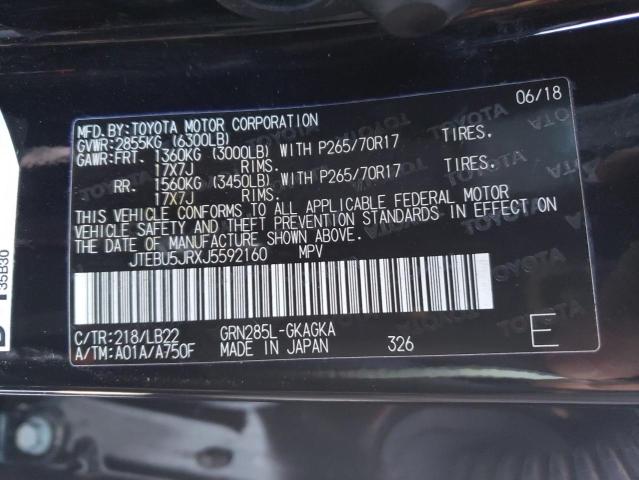 06/18
MFD.BY:TOYOTA MOTOR CORPORATION
GVWR:2855KG (6300LB)
GAWR:FRT. 1360KG (3000LB) WITH P265/70R17 TIRES.
17X7J RIMS.
RR. 1560KG (3450LB) WITH P265/70R17 TIRES.
17X7J RIMS.
THIS VEHICLE CONFORMS TO ALL APPLICABLE FEDERAL MOTOR
VEHICLE SAFETY AND THEFT PREVENTION STANDARDS IN EFFECT ON
THE DATE OF MANUFACTURE SHOWN ABOVE.
JTEBU5JRXJ5592160 MPV
C/TR:218/LB22 GRN285L-GKAGKA
A/TM:A01A/A750F MADE IN JAPAN 326 E
35B30